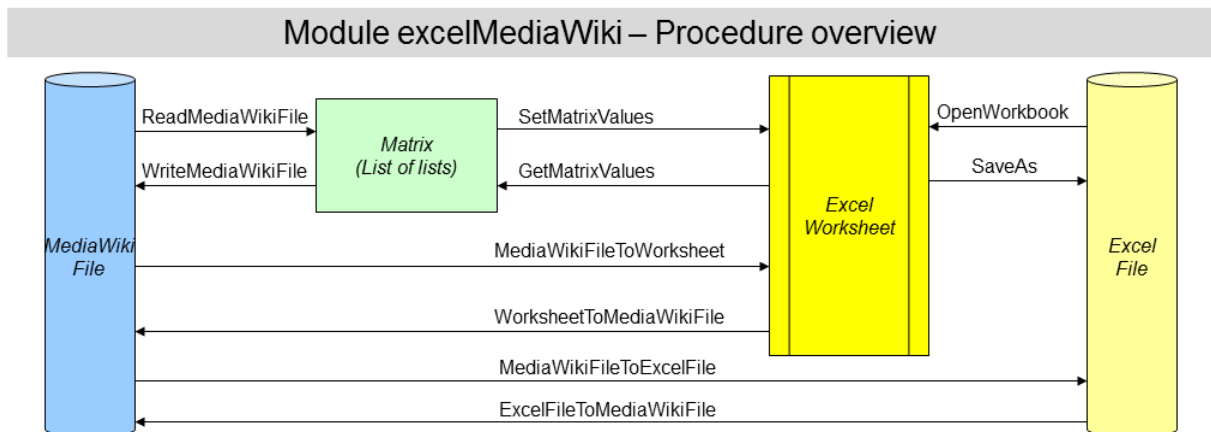 Module excelMediaWiki – Procedure overview
ReadMediaWikiFile
SetMatrixValues
OpenWorkbook
Matrix
(List of lists)
WriteMediaWikiFile
GetMatrixValues
SaveAs
Excel
Worksheet
MediaWiki
File
MediaWikiFileToWorksheet
Excel
File
WorksheetToMediaWikiFile
MediaWikiFileToExcelFile
ExcelFileToMediaWikiFile